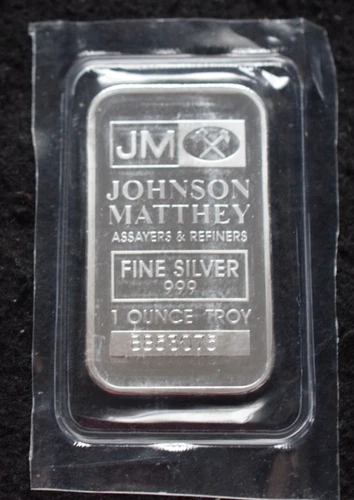 JM
JOHNSON
MATTHEY
ASSAYERS & REFINERS
FINE SILVER
999
1 OUNCE TROY